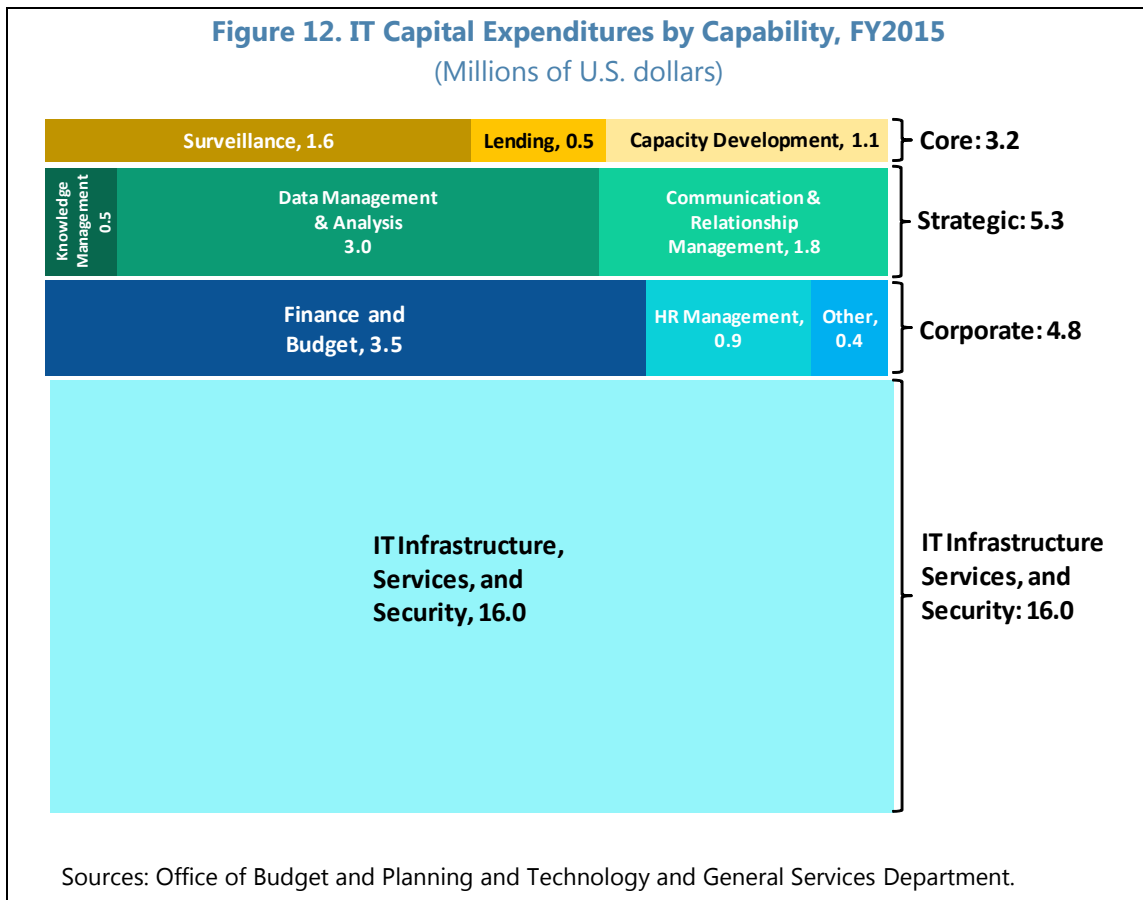 Figure 12. IT Capital Expenditures by Capability, FY2015
(Millions of U.S. dollars)
Surveillance, 1.6
Lending, 0.5
Capacity Development, 1.1
Core: 3.2
Knowledge
Management
0.5
Data Management
& Analysis
3.0
Communication &
Relationship
Management, 1.8
Strategic: 5.3
Finance and
Budget, 3.5
HR Management,
0.9
Other,
0.4
Corporate: 4.8
IT Infrastructure,
Services, and
Security, 16.0
IT Infrastructure
Services, and
Security: 16.0
Sources: Office of Budget and Planning and Technology and General Services Department.